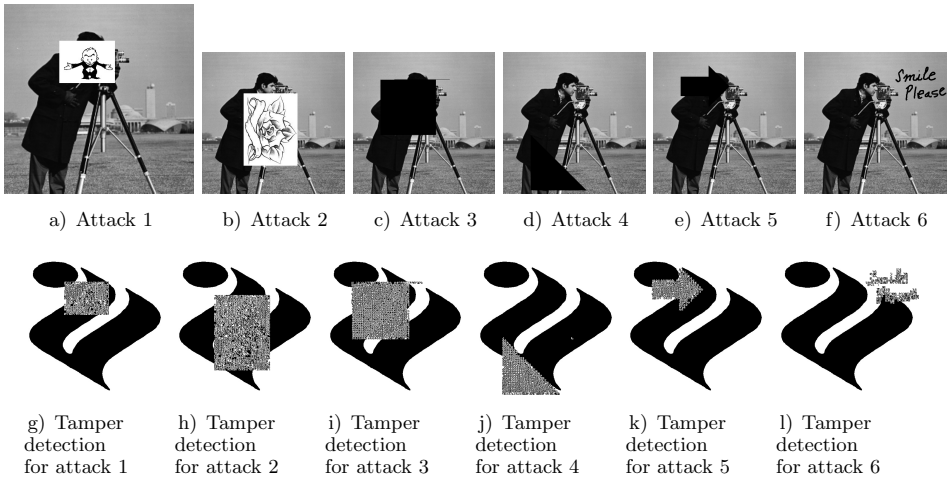 Smile
Please
a) Attack 1
b) Attack 2
c) Attack 3
d) Attack 4
e) Attack 5
f) Attack 6
g) Tamper
detection
for attack 1
h) Tamper
detection
for attack 2
i) Tamper
detection
for attack 3
j) Tamper
detection
for attack 4
k) Tamper
detection
for attack 5
l) Tamper
detection
for attack 6